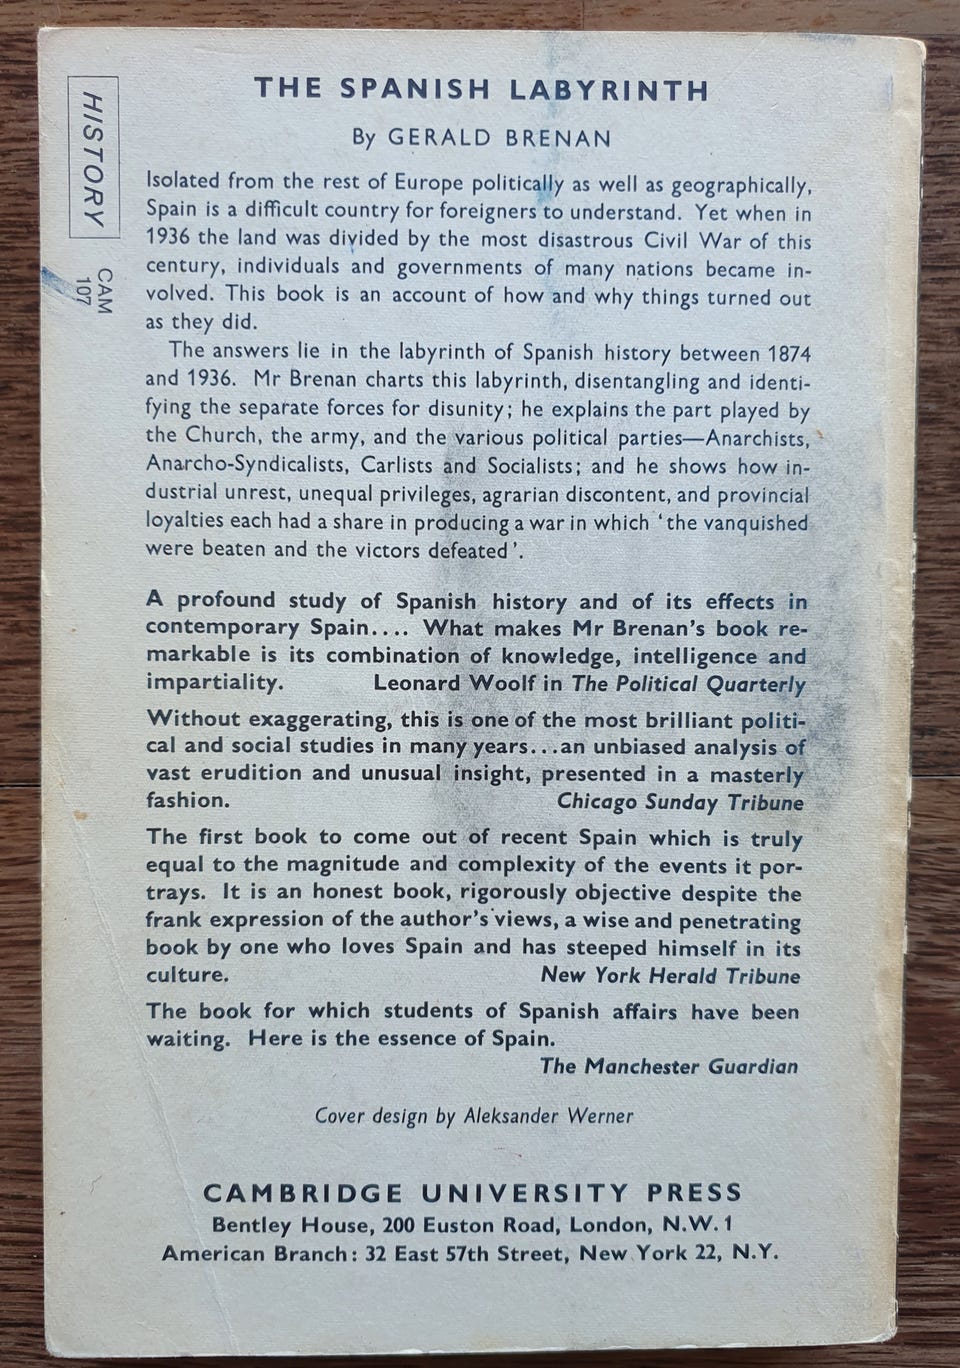 HISTORY
CAM
107
THE SPANISH LABYRINTH
By GERALD BRENAN
Isolated from the rest of Europe politically as well as geographically,
Spain is a difficult country for foreigners to understand. Yet when in
1936 the land was divided by the most disastrous Civil War of this
century, individuals and governments of many nations became in-
volved. This book is an account of how and why things turned out
as they did.
The answers lie in the labyrinth of Spanish history between 1874
and 1936. Mr Brenan charts this labyrinth, disentangling and identi-
fying the separate forces for disunity; he explains the part played by
the Church, the army, and the various political parties—Anarchists,
Anarcho-Syndicalists, Carlists and Socialists; and he shows how in-
dustrial unrest, unequal privileges, agrarian discontent, and provincial
loyalties each had a share in producing a war in which ‘the vanquished
were beaten and the victors defeated’.
A profound study of Spanish history and of its effects in
contemporary Spain.... What makes Mr Brenan's book re-
markable is its combination of knowledge, intelligence and
impartiality. Leonard Woolf in The Political Quarterly
Without exaggerating, this is one of the most brilliant politi-
cal and social studies in many years...an unbiased analysis of
vast erudition and unusual insight, presented in a masterly
fashion. Chicago Sunday Tribune
The first book to come out of recent Spain which is truly
equal to the magnitude and complexity of the events it por-
trays. It is an honest book, rigorously objective despite the
frank expression of the author's views, a wise and penetrating
book by one who loves Spain and has steeped himself in its
culture. New York Herald Tribune
The book for which students of Spanish affairs have been
waiting. Here is the essence of Spain.
The Manchester Guardian
Cover design by Aleksander Werner
CAMBRIDGE UNIVERSITY PRESS
Bentley House, 200 Euston Road, London, N.W.1
American Branch: 32 East 57th Street, New York 22, N.Y.